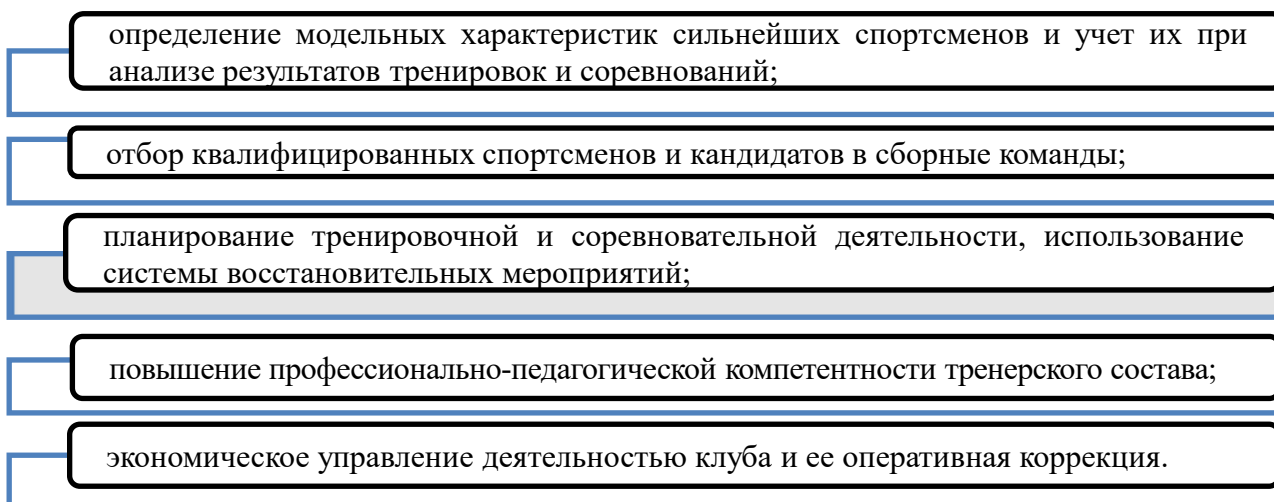 определение модельных характеристик сильнейших спортсменов и учет их при
анализе результатов тренировок и соревнований;
отбор квалифицированных спортсменов и кандидатов в сборные команды;
планирование тренировочной и соревновательной деятельности, использование
системы восстановительных мероприятий;
повышение профессионально-педагогической компетентности тренерского состава;
экономическое управление деятельностью клуба и ее оперативная коррекция.